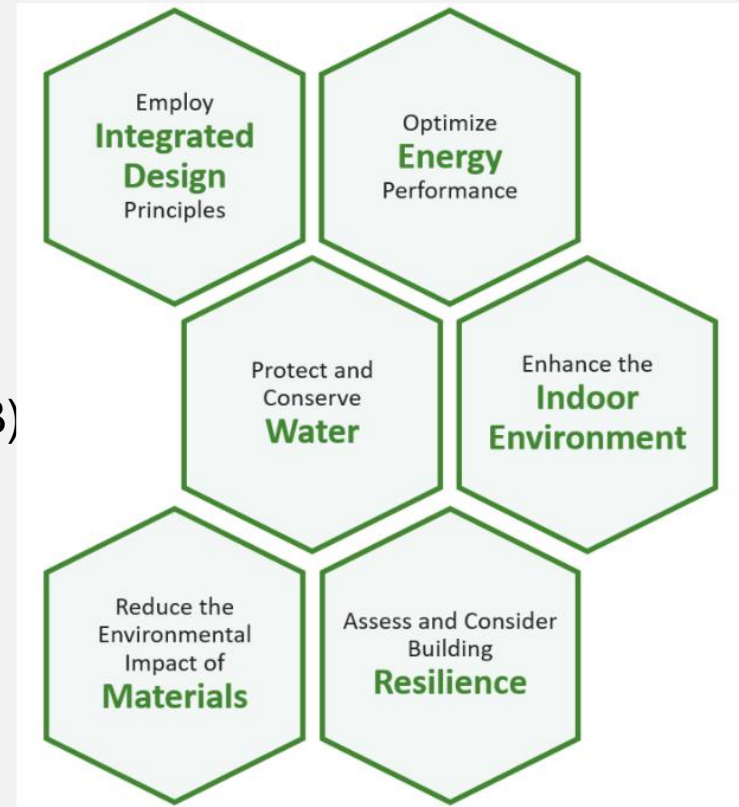 Employ
Integrated
Design
Principles
Optimize
Energy
Performance
Protect and
Conserve
Water
Enhance the
Indoor
Environment
Reduce the
Environmental
Impact of
Materials
Assess and Consider
Building
Resilience
)